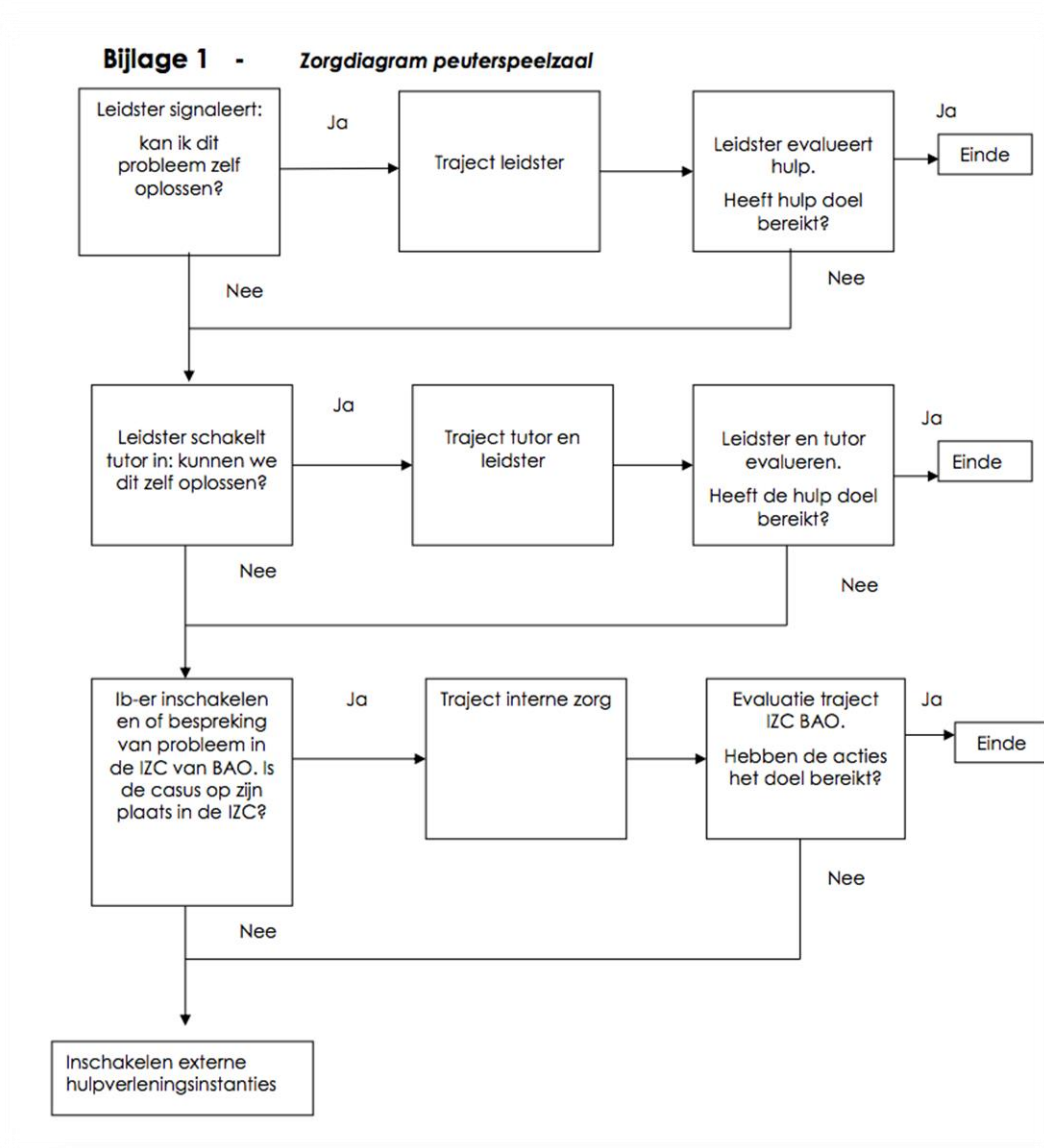 Bijlage 1 - Zorgdiagram peuterspeelzaal
Leidster signaleert:
kan ik dit
probleem zelf
oplossen?
Ja
Traject leidster
Leidster evalueert
hulp.
Heeft hulp doel
bereikt?
Ja
Einde
Nee
Nee
Leidster schakelt
tutor in: kunnen we
dit zelf oplossen?
Ja
Traject tutor en
leidster
Leidster en tutor
evalueren.
Heeft de hulp doel
bereikt?
Ja
Einde
Nee
Nee
Ib-er inschakelen
en of bespreking
van probleem in
de IZC van BAO. Is
de casus op zijn
plaats in de IZC?
Ja
Traject interne zorg
Evaluatie traject
IZC BAO.
Hebben de acties
het doel bereikt?
Ja
Einde
Nee
Nee
Inschakelen externe
hulpverleningsinstanties